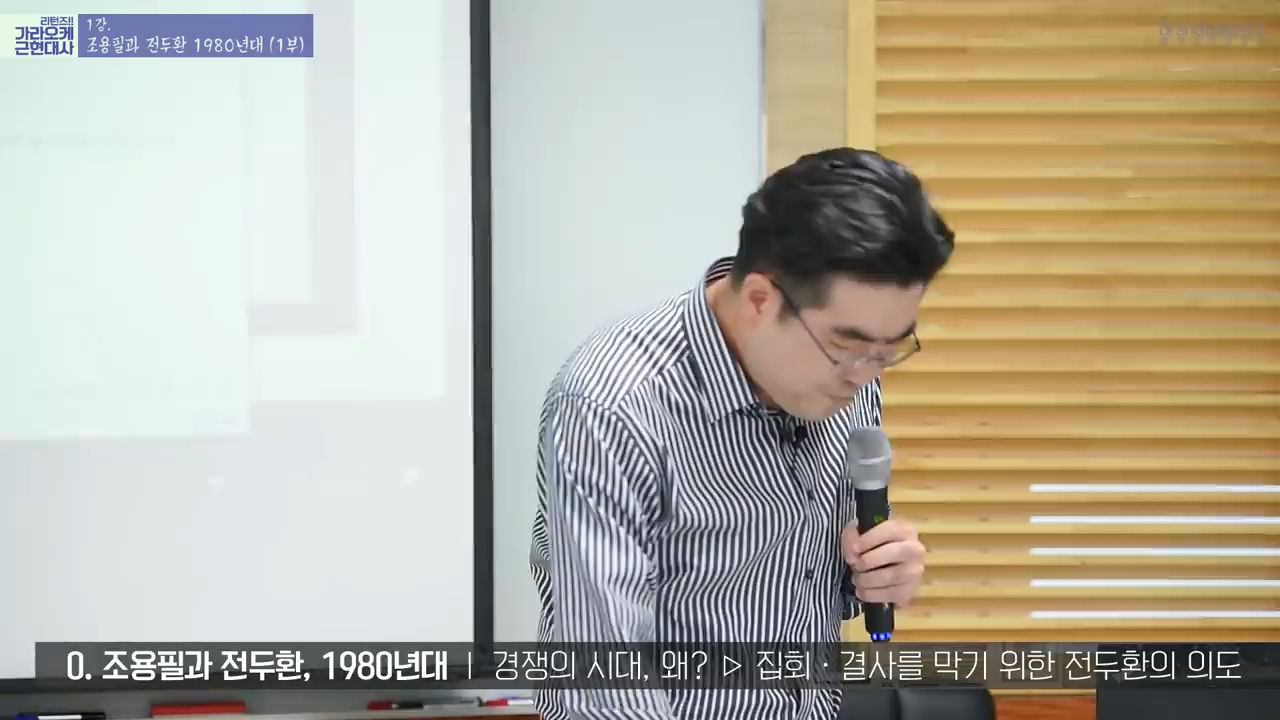 리턴즈!!
가라오케
근현대사
1강.
조용필과 전두환 1980년대 (1부)
0. 조용필과 전두환, 1980년대 | 경쟁의 시대, 왜? ▷ 집회·결사를 막기 위한 전두환의 의도